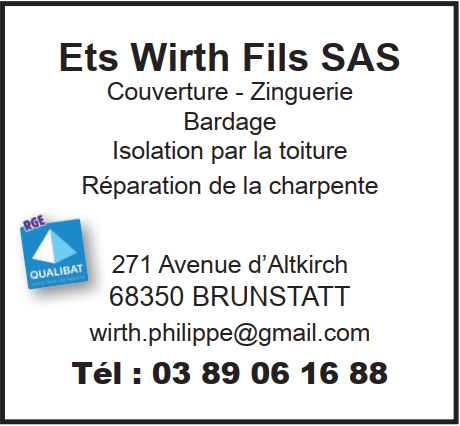 Ets Wirth Fils SAS
Couverture - Zinguerie
Bardage
Isolation par la toiture
Réparation de la charpente
RGE
QUALIBAT
271 Avenue d’Altkirch
68350 BRUNSTATT
wirth.philippe@gmail.com
Tél : 03 89 06 16 88